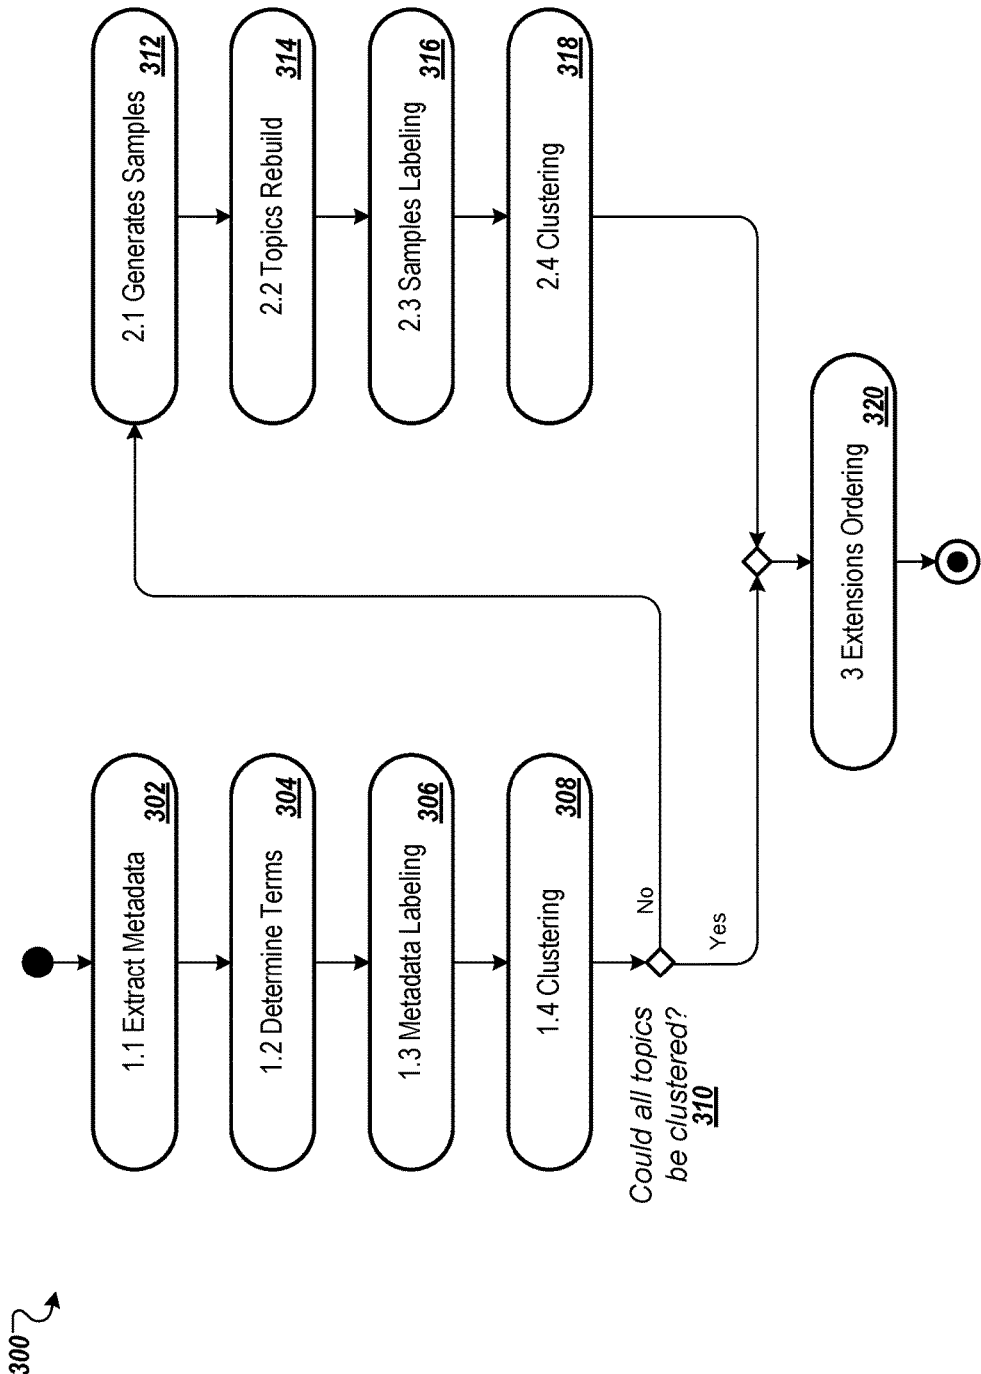 300
1.1 Extract Metadata
302
1.2 Determine Terms
304
1.3 Metadata Labeling
306
1.4 Clustering
308
Could all topics
be clustered?
310
No
Yes
2.1 Generates Samples
312
2.2 Topics Rebuild
314
2.3 Samples Labeling
316
2.4 Clustering
318
3 Extensions Ordering
320